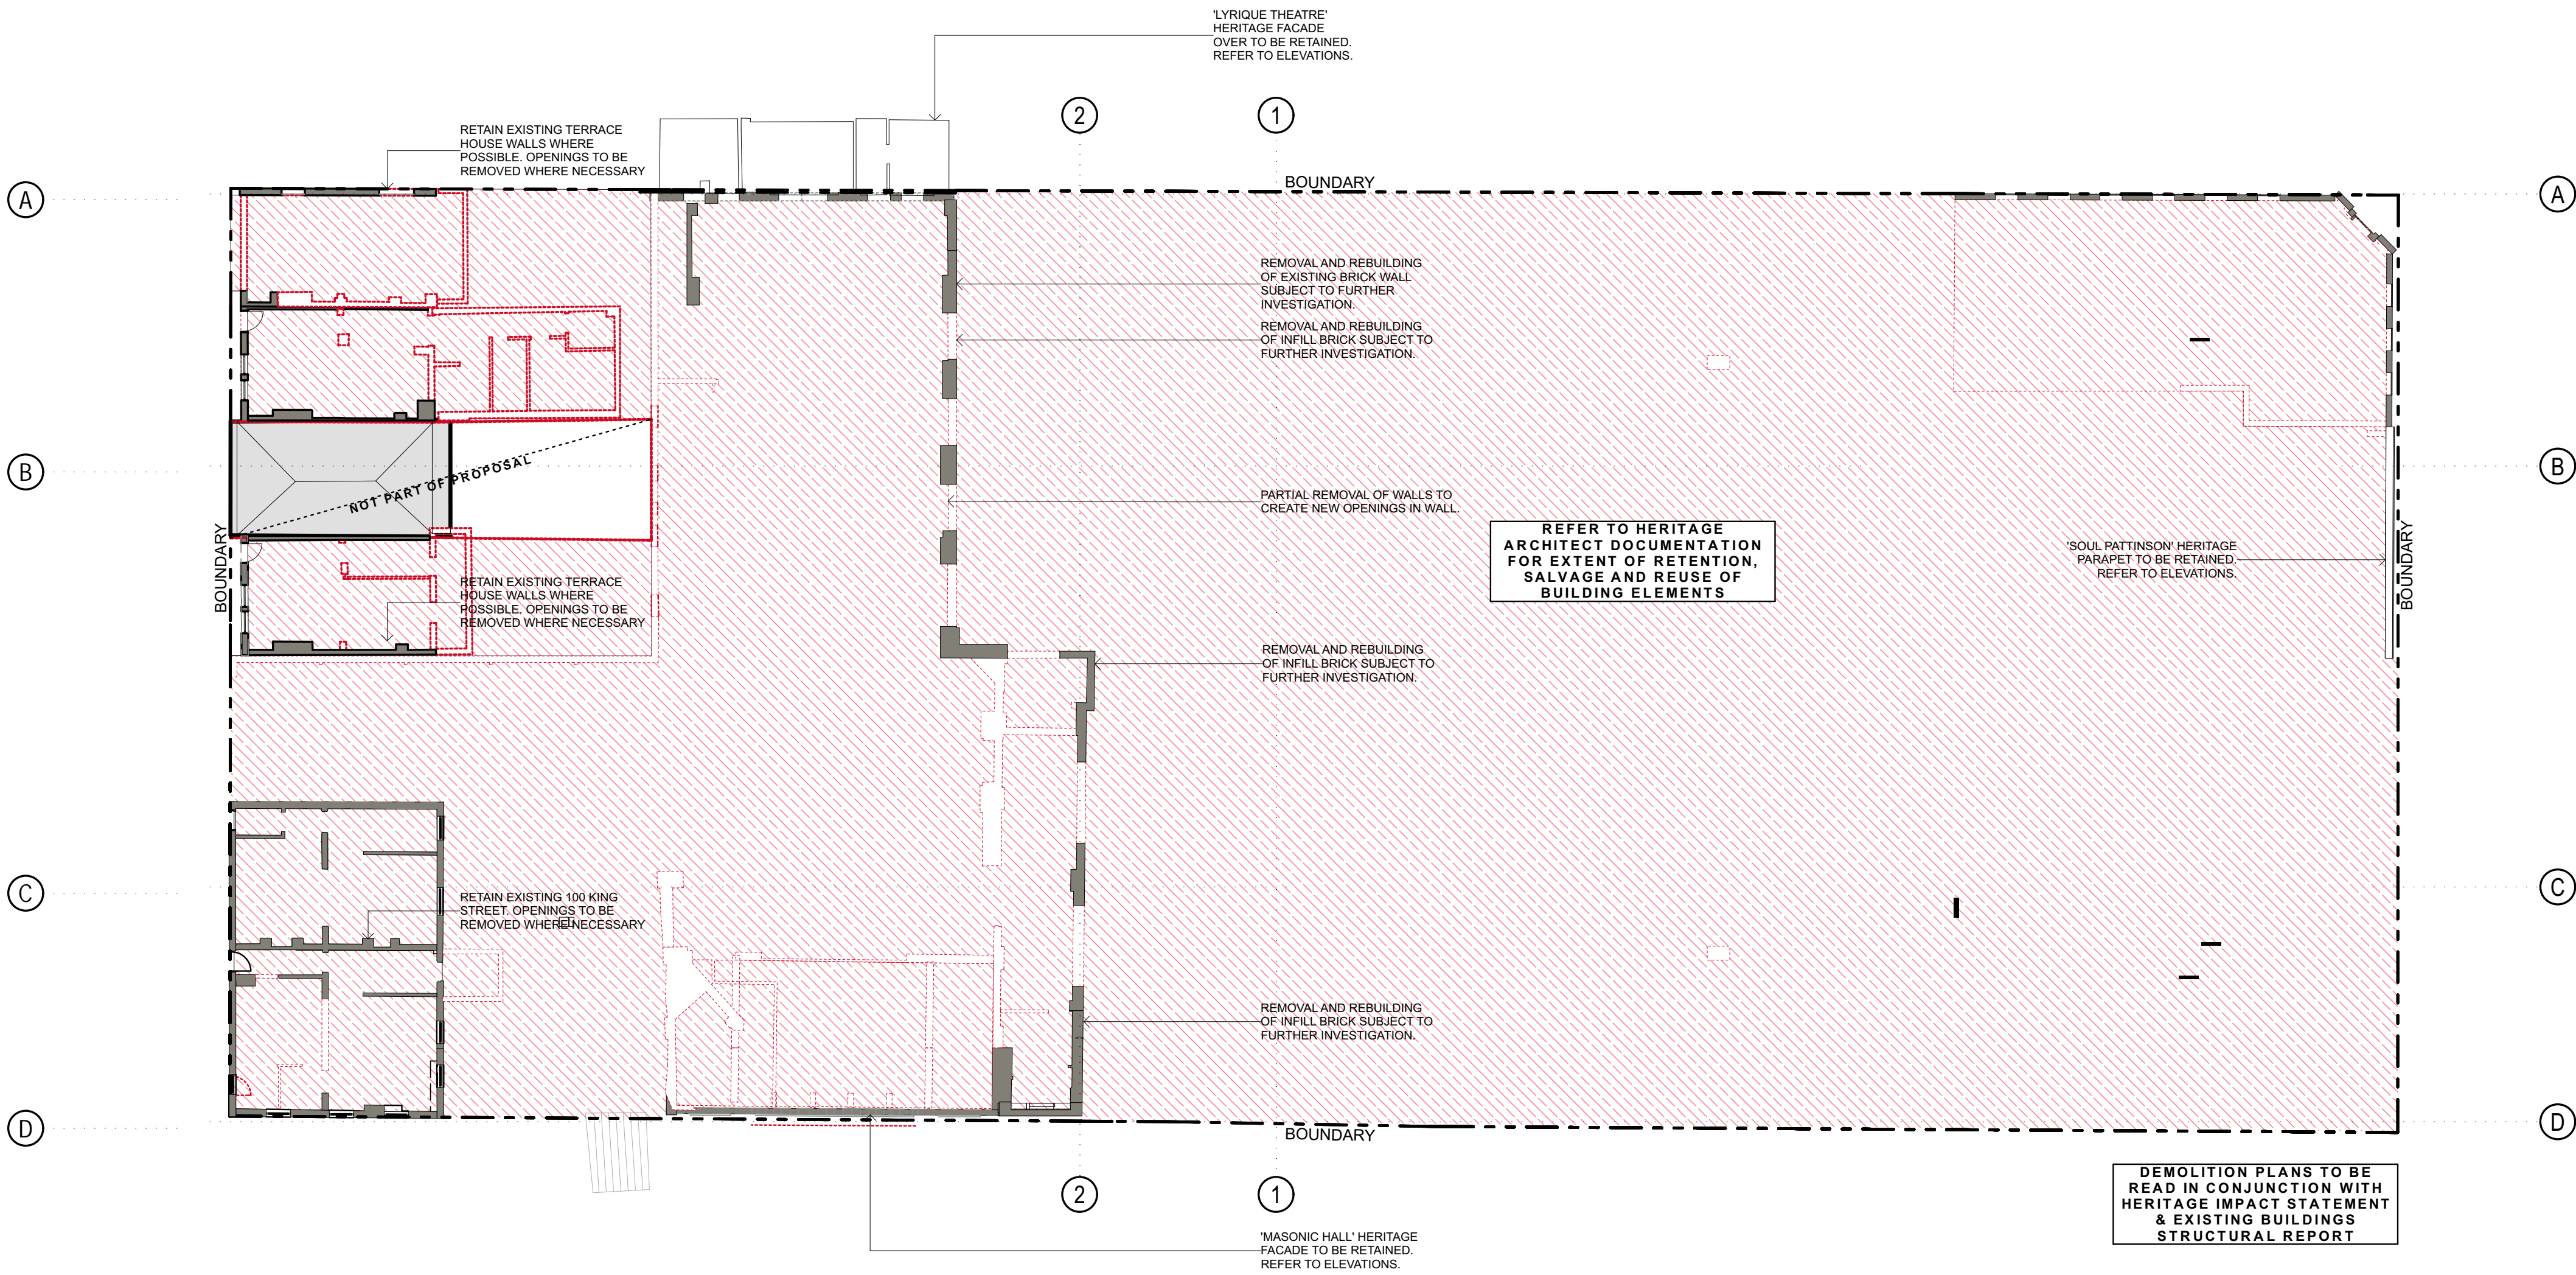 'LYRIQUE THEATRE'
HERITAGE FACADE
OVER TO BE RETAINED.
REFER TO ELEVATIONS.
2
1
RETAIN EXISTING TERRACE
HOUSE WALLS WHERE
POSSIBLE. OPENINGS TO BE
REMOVED WHERE NECESSARY
BOUNDARY
A
A
REMOVAL AND REBUILDING
OF EXISTING BRICK WALL
SUBJECT TO FURTHER
INVESTIGATION.
REMOVAL AND REBUILDING
OF INFILL BRICK SUBJECT TO
FURTHER INVESTIGATION.
B
NOT PART OF PROPOSAL
B
PARTIAL REMOVAL OF WALLS TO
CREATE NEW OPENINGS IN WALL.
REFER TO HERITAGE
ARCHITECT DOCUMENTATION
FOR EXTENT OF RETENTION,
SALVAGE AND REUSE OF
BUILDING ELEMENTS
'SOUL PATTINSON' HERITAGE
PARAPET TO BE RETAINED.
REFER TO ELEVATIONS.
BOUNDARY
BOUNDARY
RETAIN EXISTING TERRACE
HOUSE WALLS WHERE
POSSIBLE. OPENINGS TO BE
REMOVED WHERE NECESSARY
REMOVAL AND REBUILDING
OF INFILL BRICK SUBJECT TO
FURTHER INVESTIGATION.
C
C
RETAIN EXISTING 100 KING
STREET. OPENINGS TO BE
REMOVED WHERE NECESSARY
REMOVAL AND REBUILDING
OF INFILL BRICK SUBJECT TO
FURTHER INVESTIGATION.
D
D
BOUNDARY
2
1
DEMOLITION PLANS TO BE
READ IN CONJUNCTION WITH
HERITAGE IMPACT STATEMENT
& EXISTING BUILDINGS
STRUCTURAL REPORT
'MASONIC HALL' HERITAGE
FACADE TO BE RETAINED.
REFER TO ELEVATIONS.